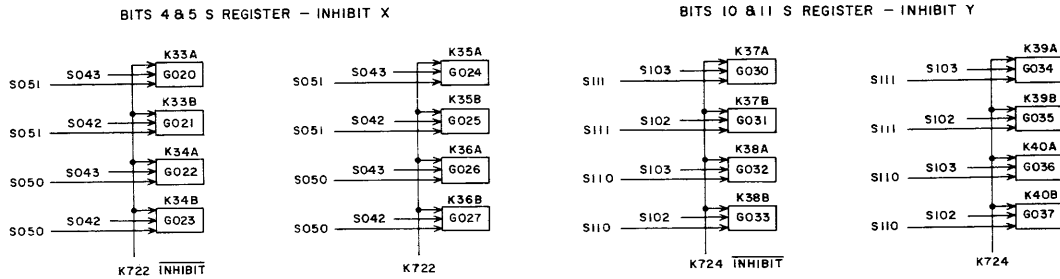 BITS 4 & 5 S REGISTER – INHIBIT X
BITS 10 & 11 S REGISTER – INHIBIT Y
K33A
S043
G020
S051
K33B
S042
G021
S051
K34A
S043
G022
S050
K34B
S042
G023
S050
K722 INHIBIT
K35A
S043
G024
S051
K35B
S042
G025
S051
K36A
S043
G026
S050
K36B
S042
G027
S050
K722
K37A
S103
G030
S111
K37B
S102
G031
S111
K38A
S103
G032
S110
K38B
S102
G033
S110
K724 INHIBIT
K39A
S103
G034
S111
K39B
S102
G035
S111
K40A
S103
G036
S110
K40B
S102
G037
S110
K724